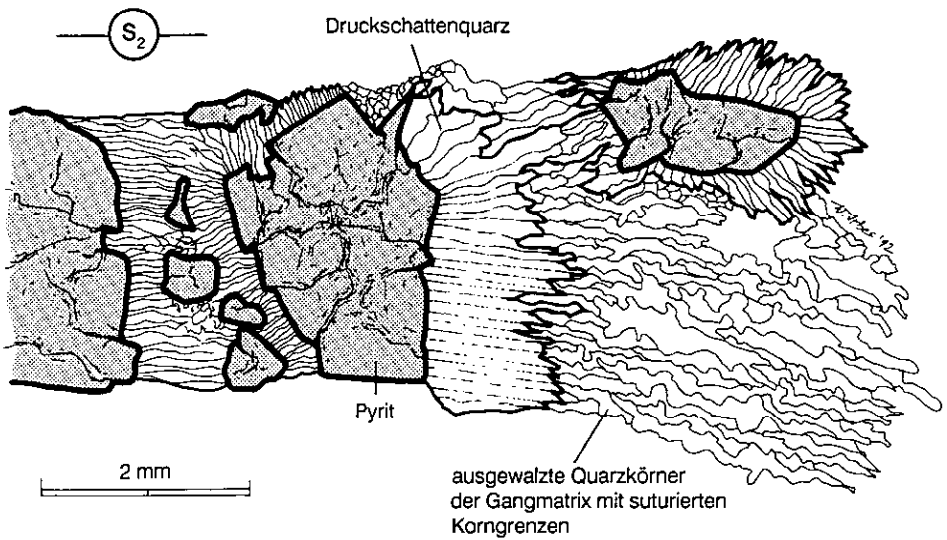 S₂
Druckschattenquarz
Pyrit
2 mm
ausgewalzte Quarzkörner
der Gangmatrix mit suturierten
Korngrenzen